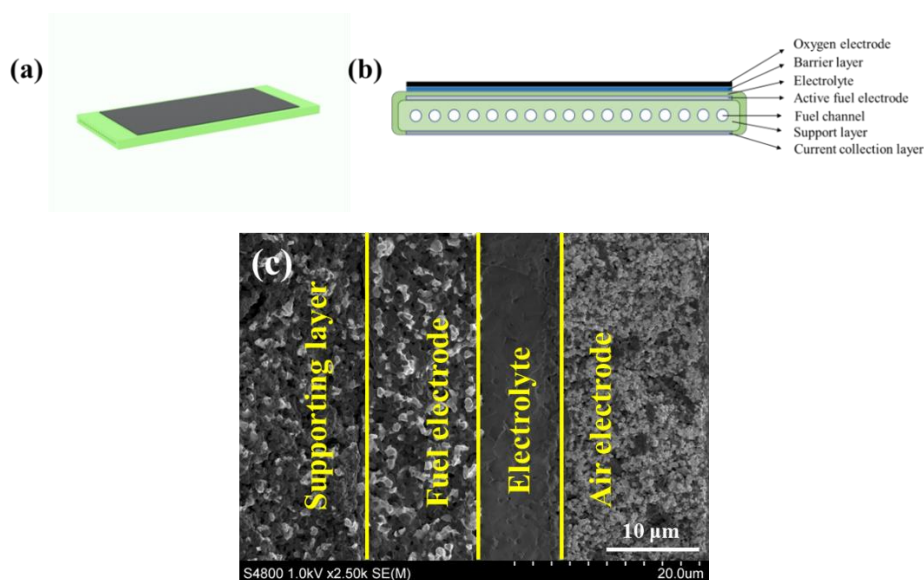 (a)
(b)
Oxygen electrode
Barrier layer
Electrolyte
Active fuel electrode
Fuel channel
Support layer
Current collection layer
(c)
Supporting layer
Fuel electrode
Electrolyte
Air electrode
10 μm
S4800 1.0kV x2.50k SE(M)
20.0um